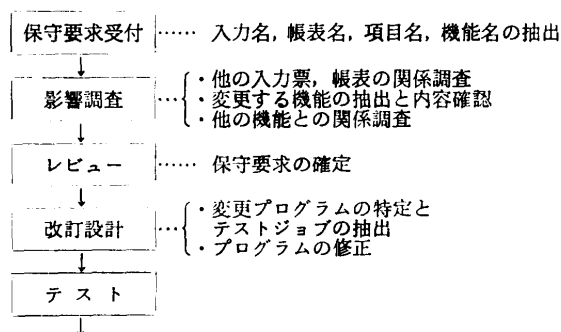 保守要求受付 …… 入力名，帳表名，項目名，機能名の抽出
・他の入力票，帳表の関係調査
影響調査 … ・変更する機能の抽出と内容確認
・他の機能との関係調査
レビュー …… 保守要求の確定
・変更プログラムの特定と
改訂設計 … テストジョブの抽出
・プログラムの修正
テスト